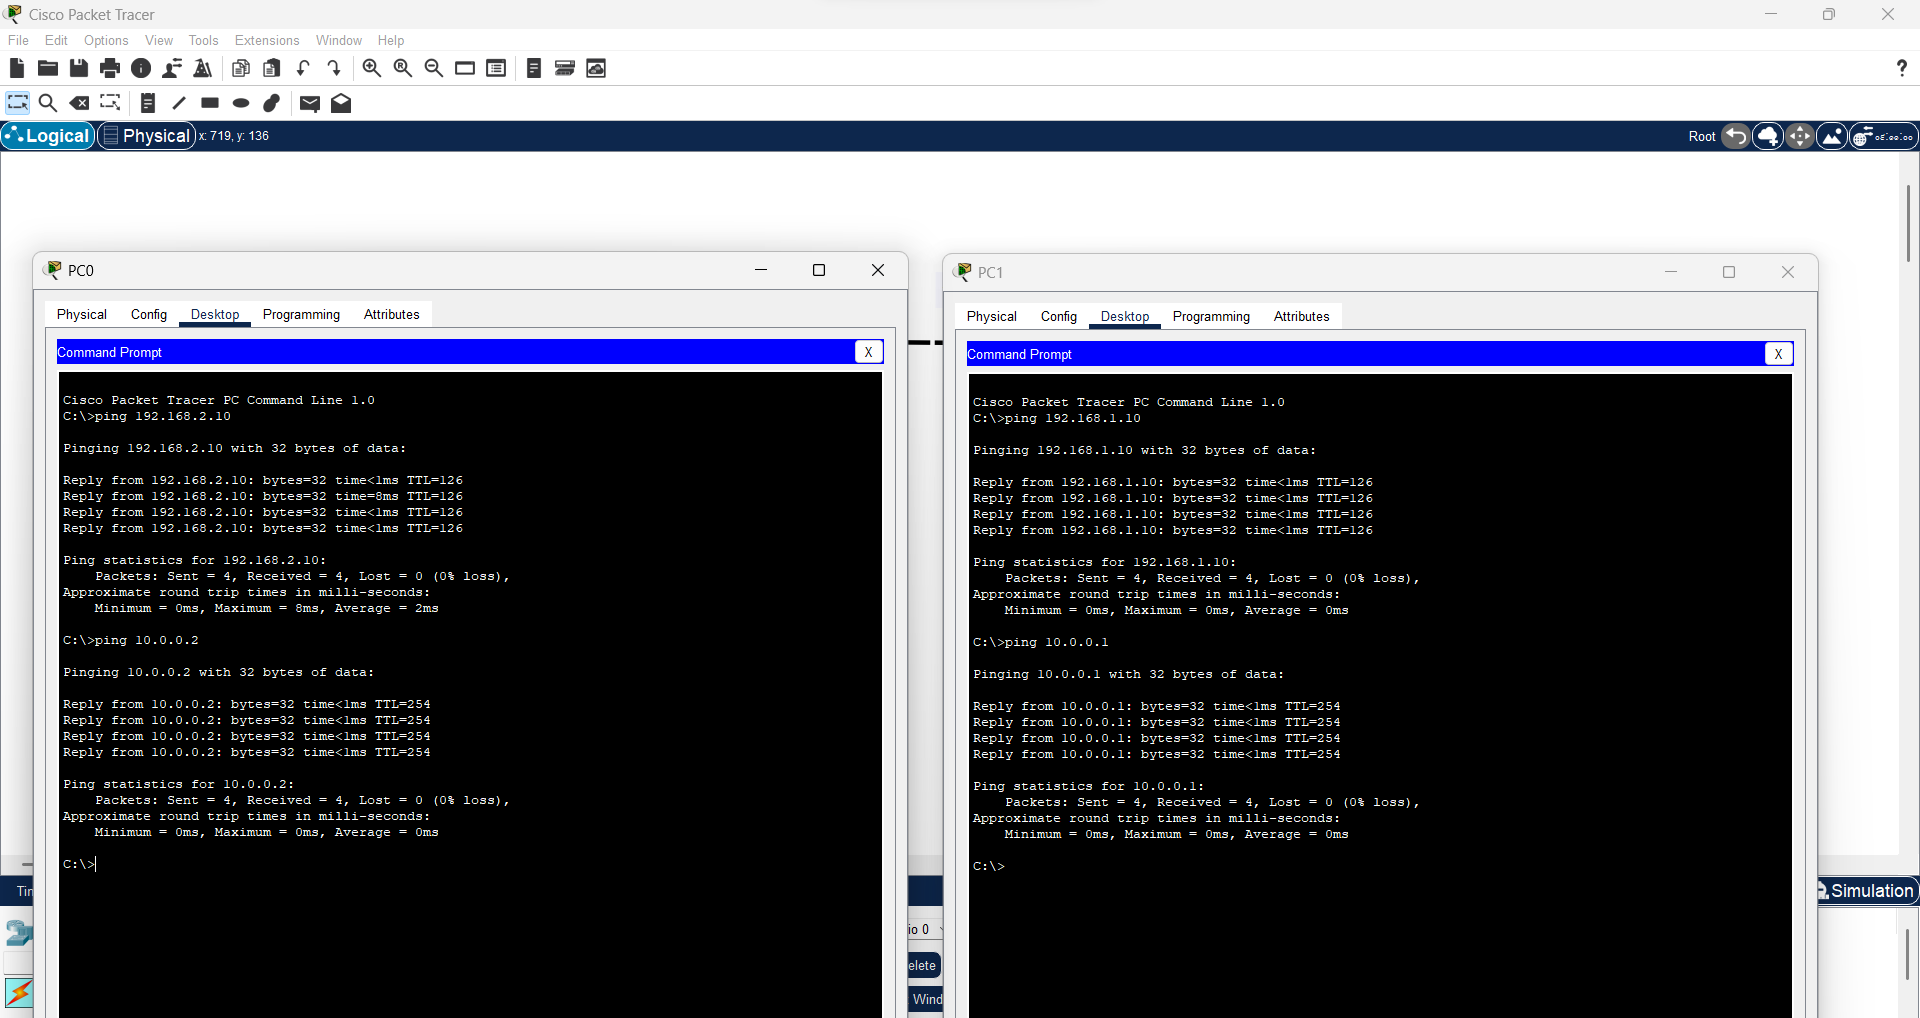 Cisco Packet Tracer
File Edit Options View Tools Extensions Window Help
Logical Physical x: 719, y: 136
Root
PC0
Physical Config Desktop Programming Attributes
Command Prompt X
Cisco Packet Tracer PC Command Line 1.0
C:\>ping 192.168.2.10
Pinging 192.168.2.10 with 32 bytes of data:
Reply from 192.168.2.10: bytes=32 time<1ms TTL=126
Reply from 192.168.2.10: bytes=32 time=8ms TTL=126
Reply from 192.168.2.10: bytes=32 time<1ms TTL=126
Reply from 192.168.2.10: bytes=32 time<1ms TTL=126
Ping statistics for 192.168.2.10:
Packets: Sent = 4, Received = 4, Lost = 0 (0% loss),
Approximate round trip times in milli-seconds:
Minimum = 0ms, Maximum = 8ms, Average = 2ms
C:\>ping 10.0.0.2
Pinging 10.0.0.2 with 32 bytes of data:
Reply from 10.0.0.2: bytes=32 time<1ms TTL=254
Reply from 10.0.0.2: bytes=32 time<1ms TTL=254
Reply from 10.0.0.2: bytes=32 time<1ms TTL=254
Reply from 10.0.0.2: bytes=32 time<1ms TTL=254
Ping statistics for 10.0.0.2:
Packets: Sent = 4, Received = 4, Lost = 0 (0% loss),
Approximate round trip times in milli-seconds:
Minimum = 0ms, Maximum = 0ms, Average = 0ms
C:\>
PC1
Physical Config Desktop Programming Attributes
Command Prompt X
Cisco Packet Tracer PC Command Line 1.0
C:\>ping 192.168.1.10
Pinging 192.168.1.10 with 32 bytes of data:
Reply from 192.168.1.10: bytes=32 time<1ms TTL=126
Reply from 192.168.1.10: bytes=32 time<1ms TTL=126
Reply from 192.168.1.10: bytes=32 time<1ms TTL=126
Reply from 192.168.1.10: bytes=32 time<1ms TTL=126
Ping statistics for 192.168.1.10:
Packets: Sent = 4, Received = 4, Lost = 0 (0% loss),
Approximate round trip times in milli-seconds:
Minimum = 0ms, Maximum = 0ms, Average = 0ms
C:\>ping 10.0.0.1
Pinging 10.0.0.1 with 32 bytes of data:
Reply from 10.0.0.1: bytes=32 time<1ms TTL=254
Reply from 10.0.0.1: bytes=32 time<1ms TTL=254
Reply from 10.0.0.1: bytes=32 time<1ms TTL=254
Reply from 10.0.0.1: bytes=32 time<1ms TTL=254
Ping statistics for 10.0.0.1:
Packets: Sent = 4, Received = 4, Lost = 0 (0% loss),
Approximate round trip times in milli-seconds:
Minimum = 0ms, Maximum = 0ms, Average = 0ms
C:\>
Tim
Simulation
io 0
elete
Wind